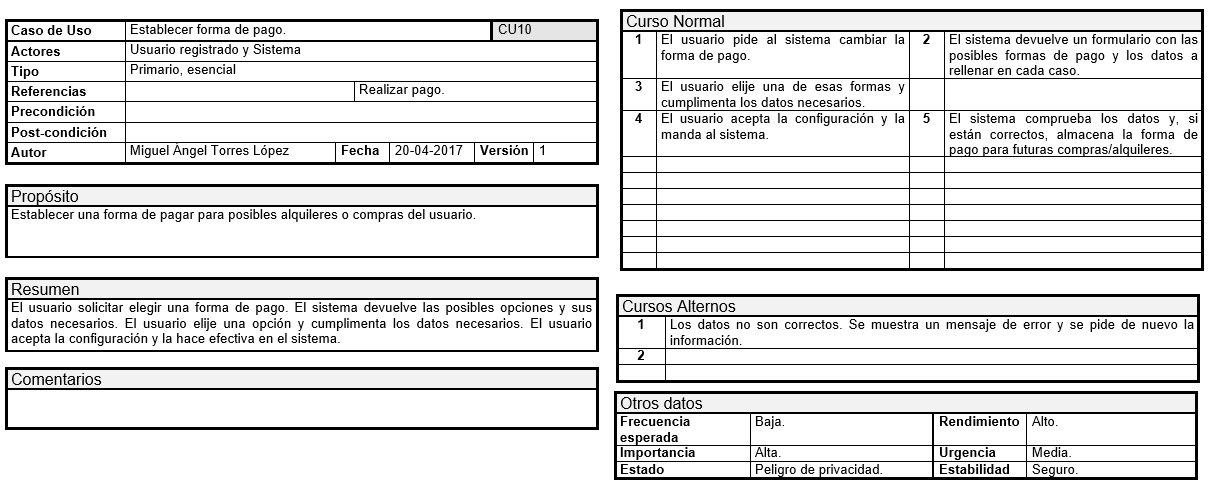 Caso de Uso Establecer forma de pago. CU10
Actores Usuario registrado y Sistema
Tipo Primario, esencial
Referencias Realizar pago.
Precondición
Post-condición
Autor Miguel Ángel Torres López Fecha 20-04-2017 Versión 1
Propósito
Establecer una forma de pagar para posibles alquileres o compras del usuario.
Resumen
El usuario solicitar elegir una forma de pago. El sistema devuelve las posibles opciones y sus
datos necesarios. El usuario elije una opción y cumplimenta los datos necesarios. El usuario
acepta la configuración y la hace efectiva en el sistema.
Comentarios
Curso Normal
1 El usuario pide al sistema cambiar la
forma de pago.
2 El sistema devuelve un formulario con las
posibles formas de pago y los datos a
rellenar en cada caso.
3 El usuario elije una de esas formas y
cumplimenta los datos necesarios.
4 El usuario acepta la configuración y la
manda al sistema.
5 El sistema comprueba los datos y, si
están correctos, almacena la forma de
pago para futuras compras/alquileres.
Cursos Alternos
1 Los datos no son correctos. Se muestra un mensaje de error y se pide de nuevo la
información.
2
Otros datos
Frecuencia
esperada
Baja. Rendimiento Alto.
Importancia Alta. Urgencia Media.
Estado Peligro de privacidad. Estabilidad Seguro.